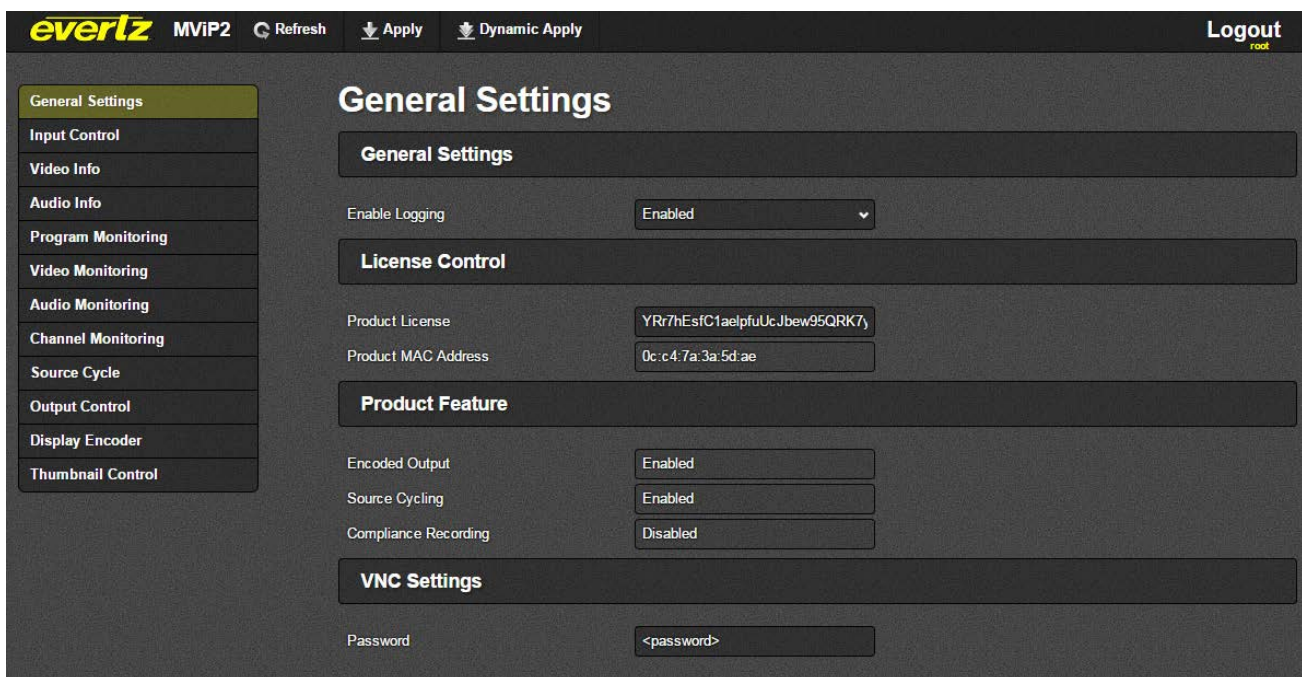 evertz MViP2 Refresh Apply Dynamic Apply Logout
root
General Settings
Input Control
Video Info
Audio Info
Program Monitoring
Video Monitoring
Audio Monitoring
Channel Monitoring
Source Cycle
Output Control
Display Encoder
Thumbnail Control
General Settings
General Settings
Enable Logging Enabled
License Control
Product License YRr7hEsfC1aelpfuUcJbew95QRK7y
Product MAC Address 0c:c4:7a:3a:5d:ae
Product Feature
Encoded Output Enabled
Source Cycling Enabled
Compliance Recording Disabled
VNC Settings
Password <password>